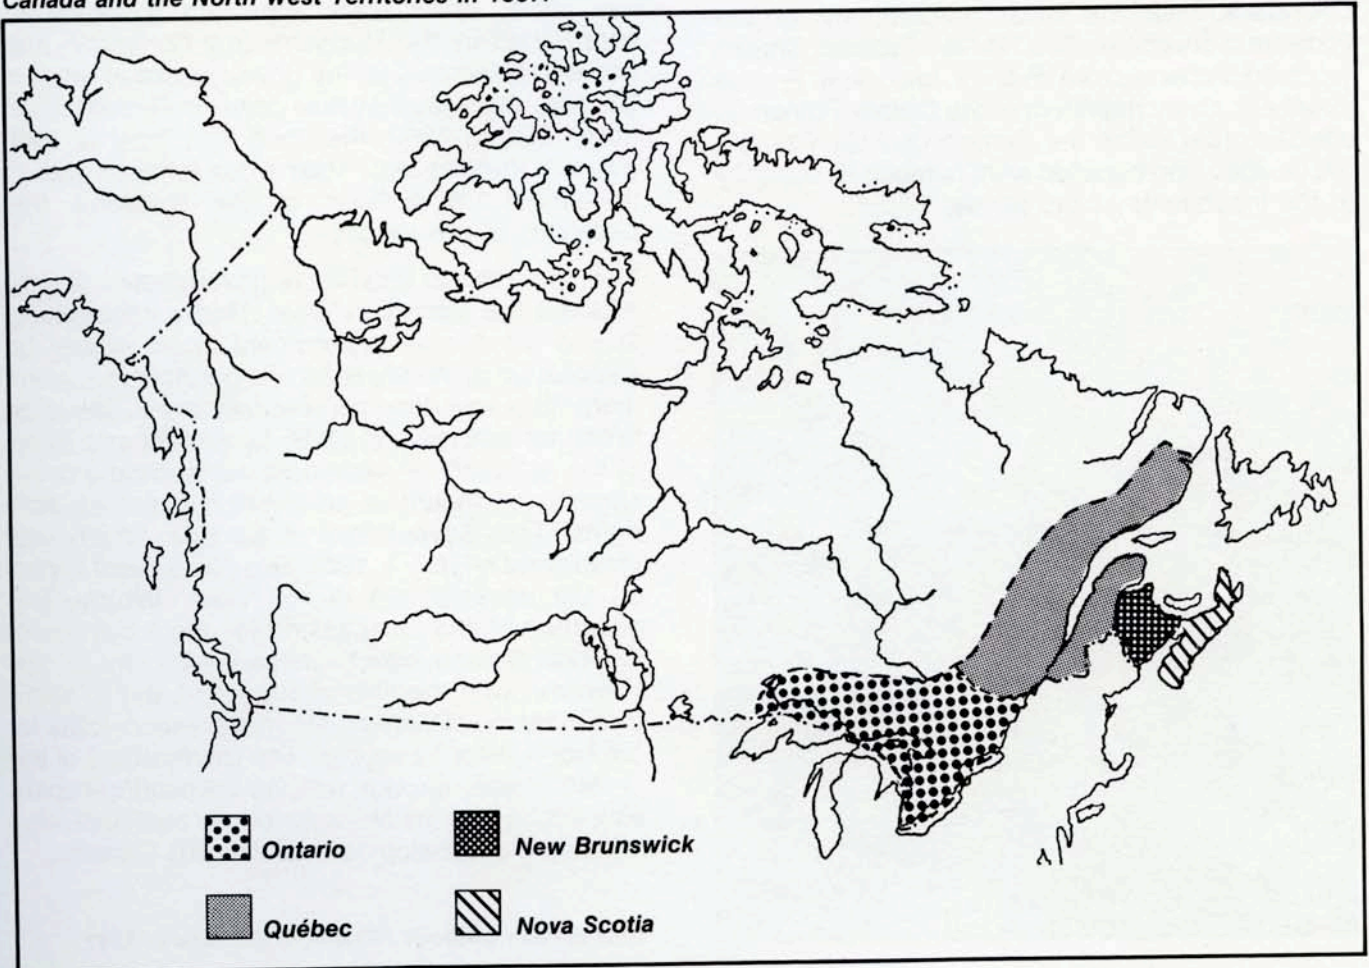 Canada and the North West Territories in 1867.
Ontario
New Brunswick
Québec
Nova Scotia